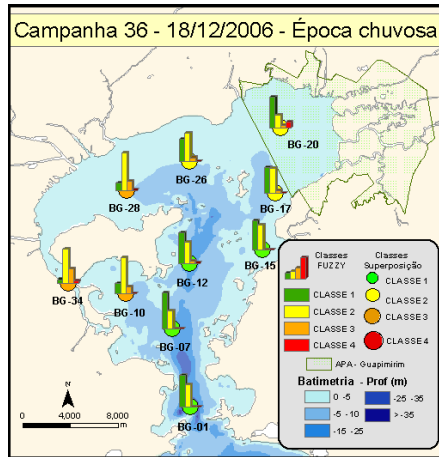 Campanha 36 - 18/12/2006 - Época chuvosa
BG-20
BG-26
BG-28
BG-17
BG-15
BG-12
BG-34
BG-10
BG-07
BG-01
Classes FUZZY
Classes Superposição
CLASSE 1
CLASSE 2
CLASSE 3
CLASSE 4
CLASSE 1
CLASSE 2
CLASSE 3
CLASSE 4
APA - Guapimirim
Batimetria - Prof (m)
0 -5
-5 -10
-15 -25
-25 -35
>-35
N
0
4,000
8,000
m